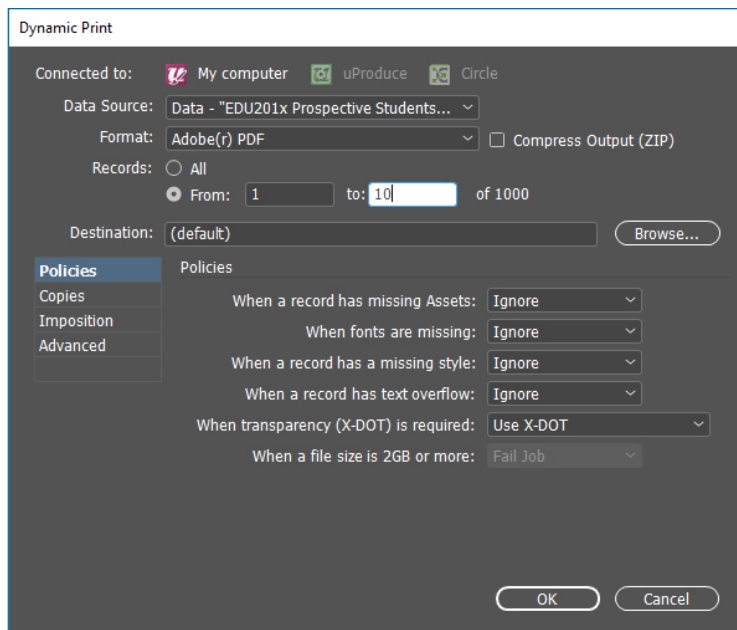 Dynamic Print
Connected to: My computer uProduce Circle
Data Source: Data - "EDU201x Prospective Students...
Format: Adobe(r) PDF Compress Output (ZIP)
Records: All
From: 1 to: 10 of 1000
Destination: (default) Browse...
Policies
Copies
Imposition
Advanced
Policies
When a record has missing Assets: Ignore
When fonts are missing: Ignore
When a record has a missing style: Ignore
When a record has text overflow: Ignore
When transparency (X-DOT) is required: Use X-DOT
When a file size is 2GB or more: Fail Job
OK Cancel